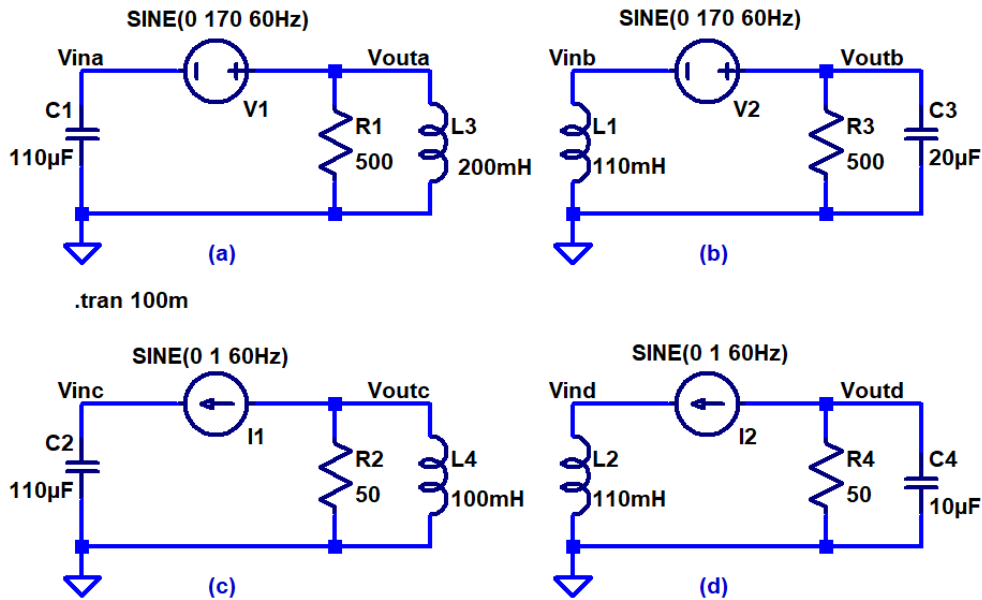 SINE(0 170 60Hz)
Vina
Vouta
V1
C1
110µF
R1
500
L3
200mH
(a)
SINE(0 170 60Hz)
Vinb
Voutb
V2
L1
110mH
R3
500
C3
20µF
(b)
.tran 100m
SINE(0 1 60Hz)
Vinc
Voutc
I1
C2
110µF
R2
50
L4
100mH
(c)
SINE(0 1 60Hz)
Vind
Voutd
I2
L2
110mH
R4
50
C4
10µF
(d)